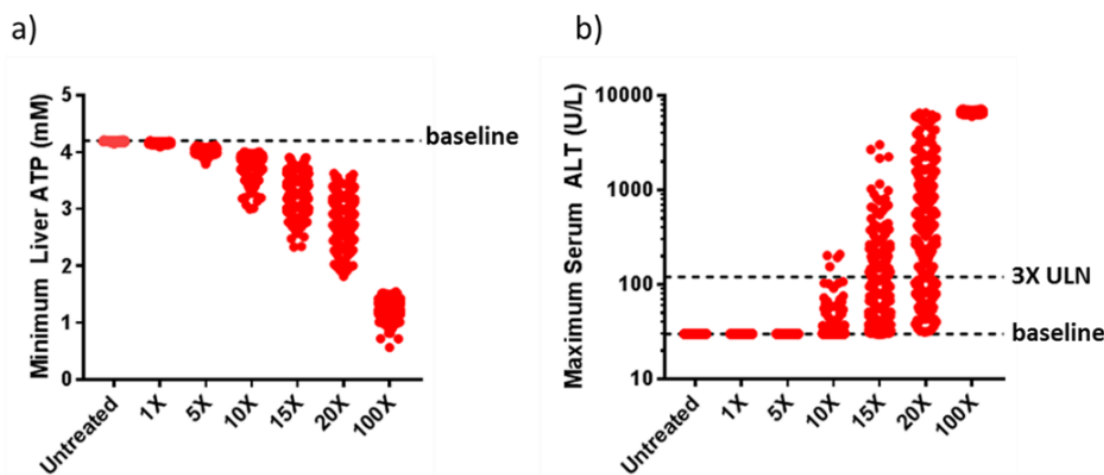 a)
Minimum Liver ATP (mM)
5
4
3
2
1
0
baseline
Untreated
1X
5X
10X
15X
20X
100X
b)
Maximum Serum ALT (U/L)
10000
1000
100
10
3X ULN
baseline
Untreated
1X
5X
10X
15X
20X
100X